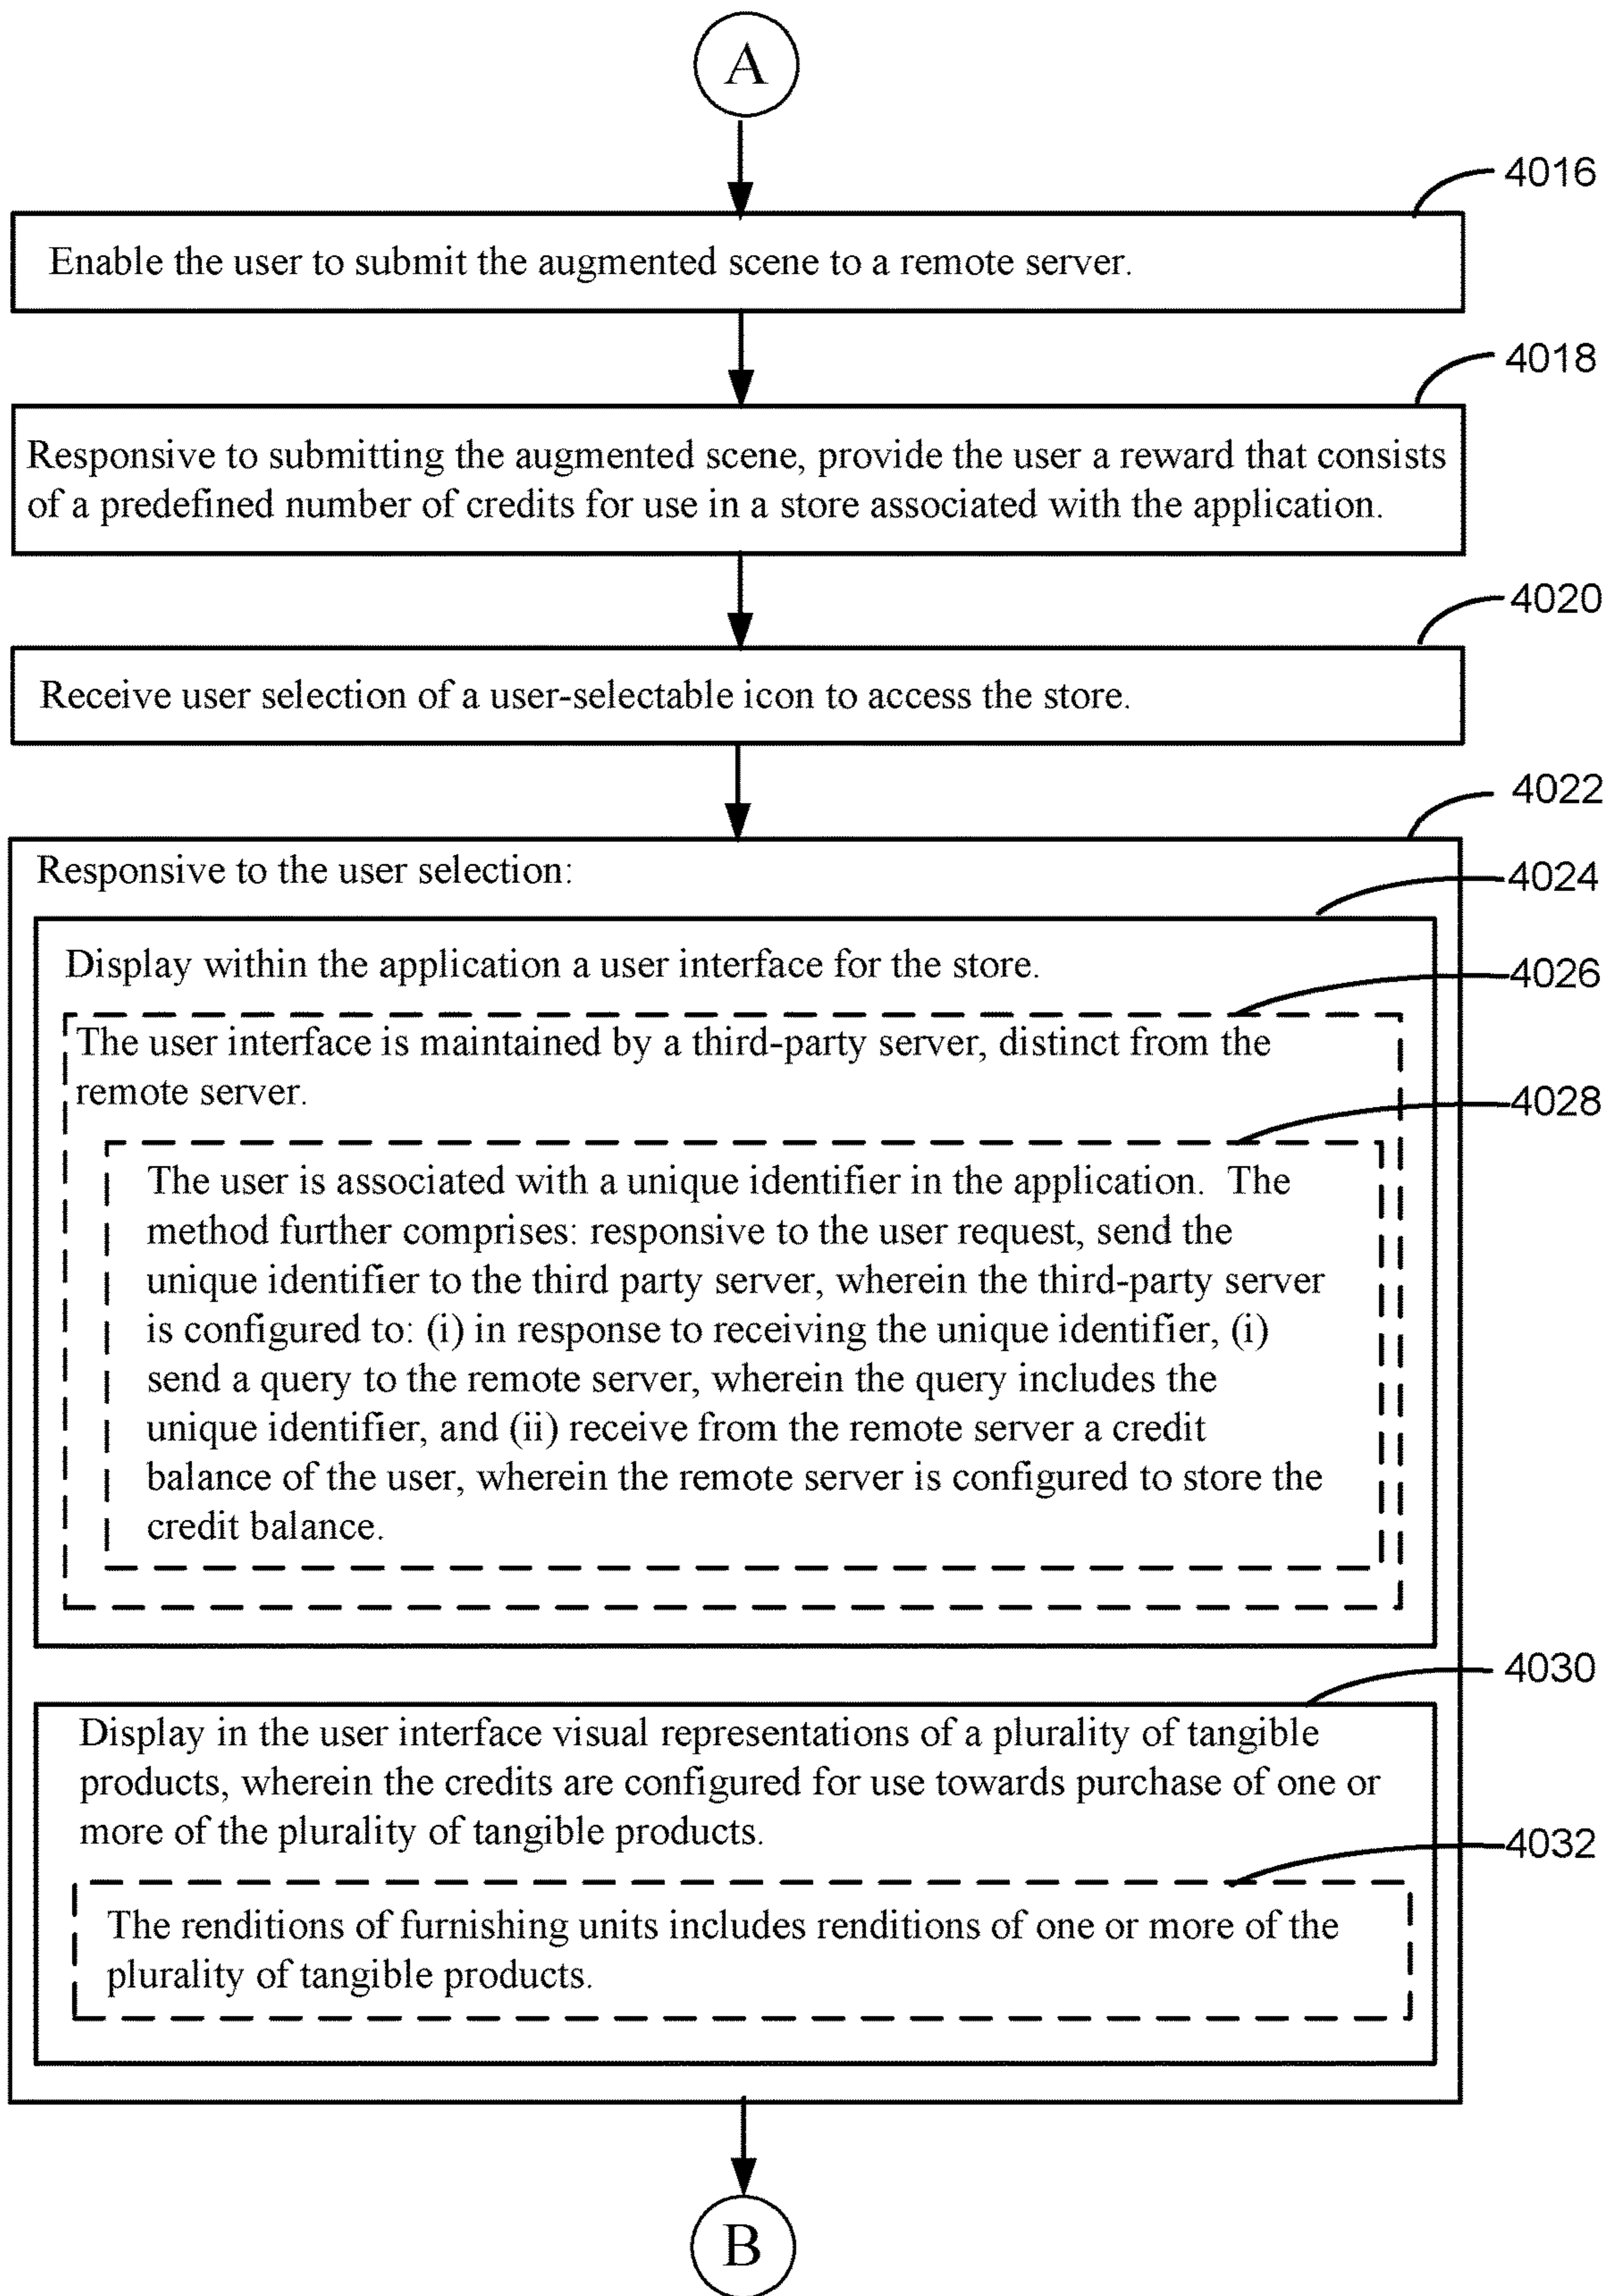 A
4016
Enable the user to submit the augmented scene to a remote server.
4018
Responsive to submitting the augmented scene, provide the user a reward that consists
of a predefined number of credits for use in a store associated with the application.
4020
Receive user selection of a user-selectable icon to access the store.
4022
Responsive to the user selection:
4024
Display within the application a user interface for the store.
4026
The user interface is maintained by a third-party server, distinct from the
remote server.
4028
The user is associated with a unique identifier in the application. The
method further comprises: responsive to the user request, send the
unique identifier to the third party server, wherein the third-party server
is configured to: (i) in response to receiving the unique identifier, (i)
send a query to the remote server, wherein the query includes the
unique identifier, and (ii) receive from the remote server a credit
balance of the user, wherein the remote server is configured to store the
credit balance.
4030
Display in the user interface visual representations of a plurality of tangible
products, wherein the credits are configured for use towards purchase of one or
more of the plurality of tangible products.
4032
The renditions of furnishing units includes renditions of one or more of the
plurality of tangible products.
B